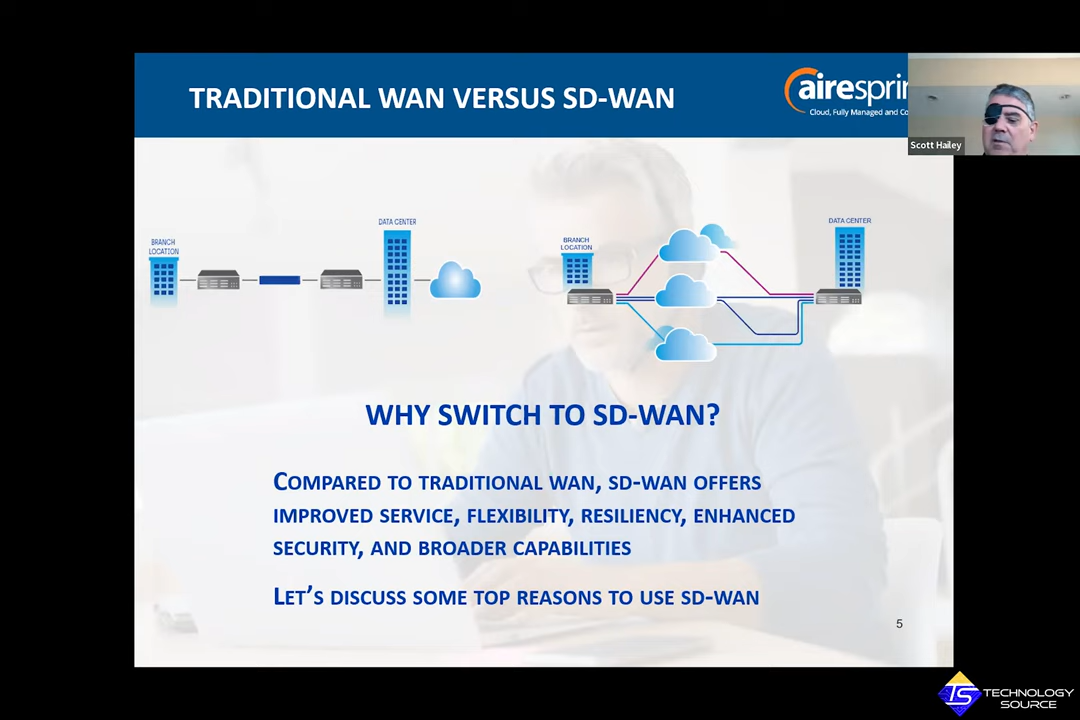 TRADITIONAL WAN VERSUS SD-WAN
airesprin
Cloud, Fully Managed and Co
Scott Hailey
BRANCH
LOCATION
DATA CENTER
BRANCH
LOCATION
DATA CENTER
WHY SWITCH TO SD-WAN?
COMPARED TO TRADITIONAL WAN, SD-WAN OFFERS
IMPROVED SERVICE, FLEXIBILITY, RESILIENCY, ENHANCED
SECURITY, AND BROADER CAPABILITIES
LET'S DISCUSS SOME TOP REASONS TO USE SD-WAN
5
TS TECHNOLOGY
SOURCE